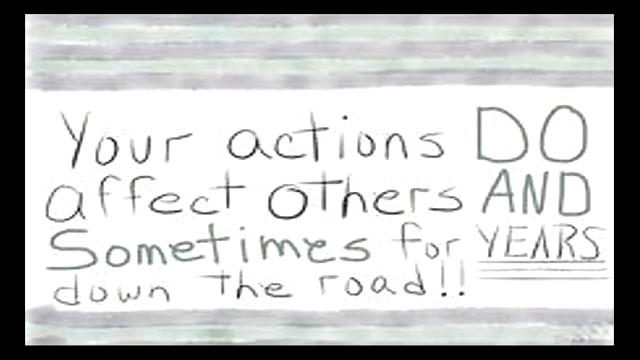 Your actions DO
affect others AND
Sometimes for YEARS
down the road!!